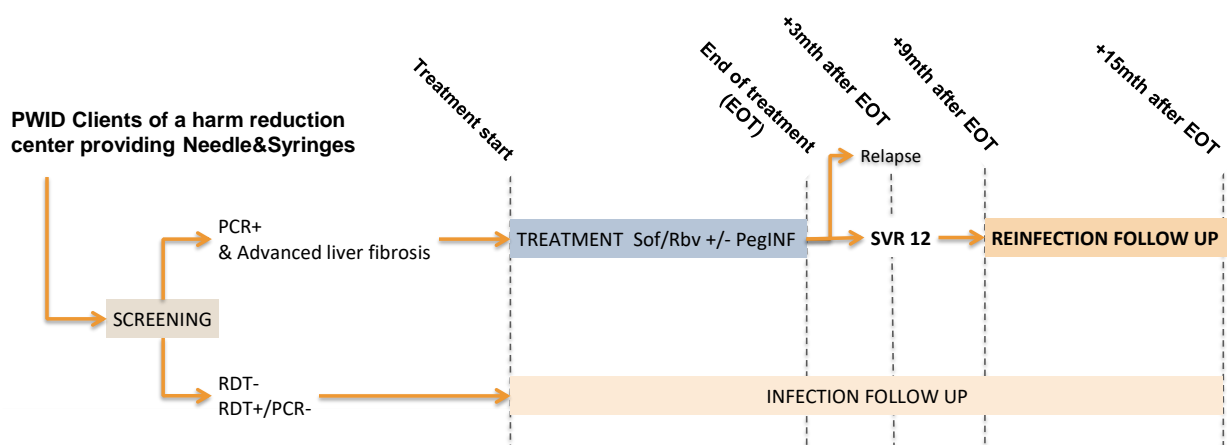 Treatment start
End of treatment
(EOT)
+3mth after EOT
+9mth after EOT
+15mth after EOT
PWID Clients of a harm reduction
center providing Needle&Syringes
Relapse
PCR+
& Advanced liver fibrosis
TREATMENT Sof/Rbv +/- PegINF
SVR 12
REINFECTION FOLLOW UP
SCREENING
RDT-
RDT+/PCR-
INFECTION FOLLOW UP